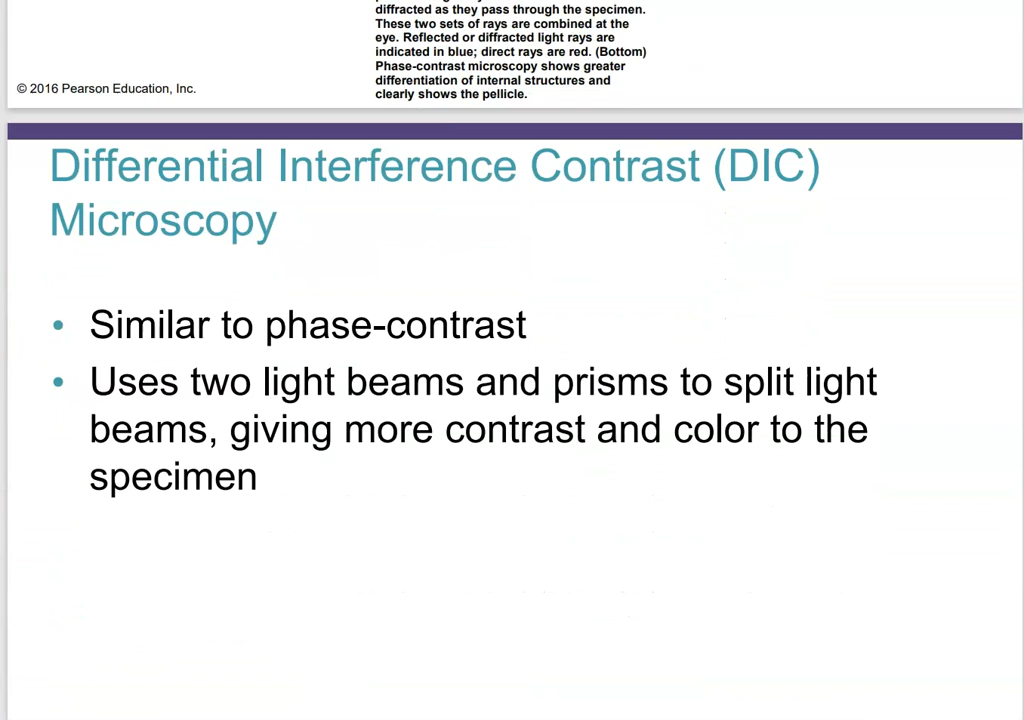 diffracted as they pass through the specimen.
These two sets of rays are combined at the
eye. Reflected or diffracted light rays are
indicated in blue; direct rays are red. (Bottom)
Phase-contrast microscopy shows greater
differentiation of internal structures and
clearly shows the pellicle.
© 2016 Pearson Education, Inc.
Differential Interference Contrast (DIC)
Microscopy
• Similar to phase-contrast
• Uses two light beams and prisms to split light
beams, giving more contrast and color to the
specimen